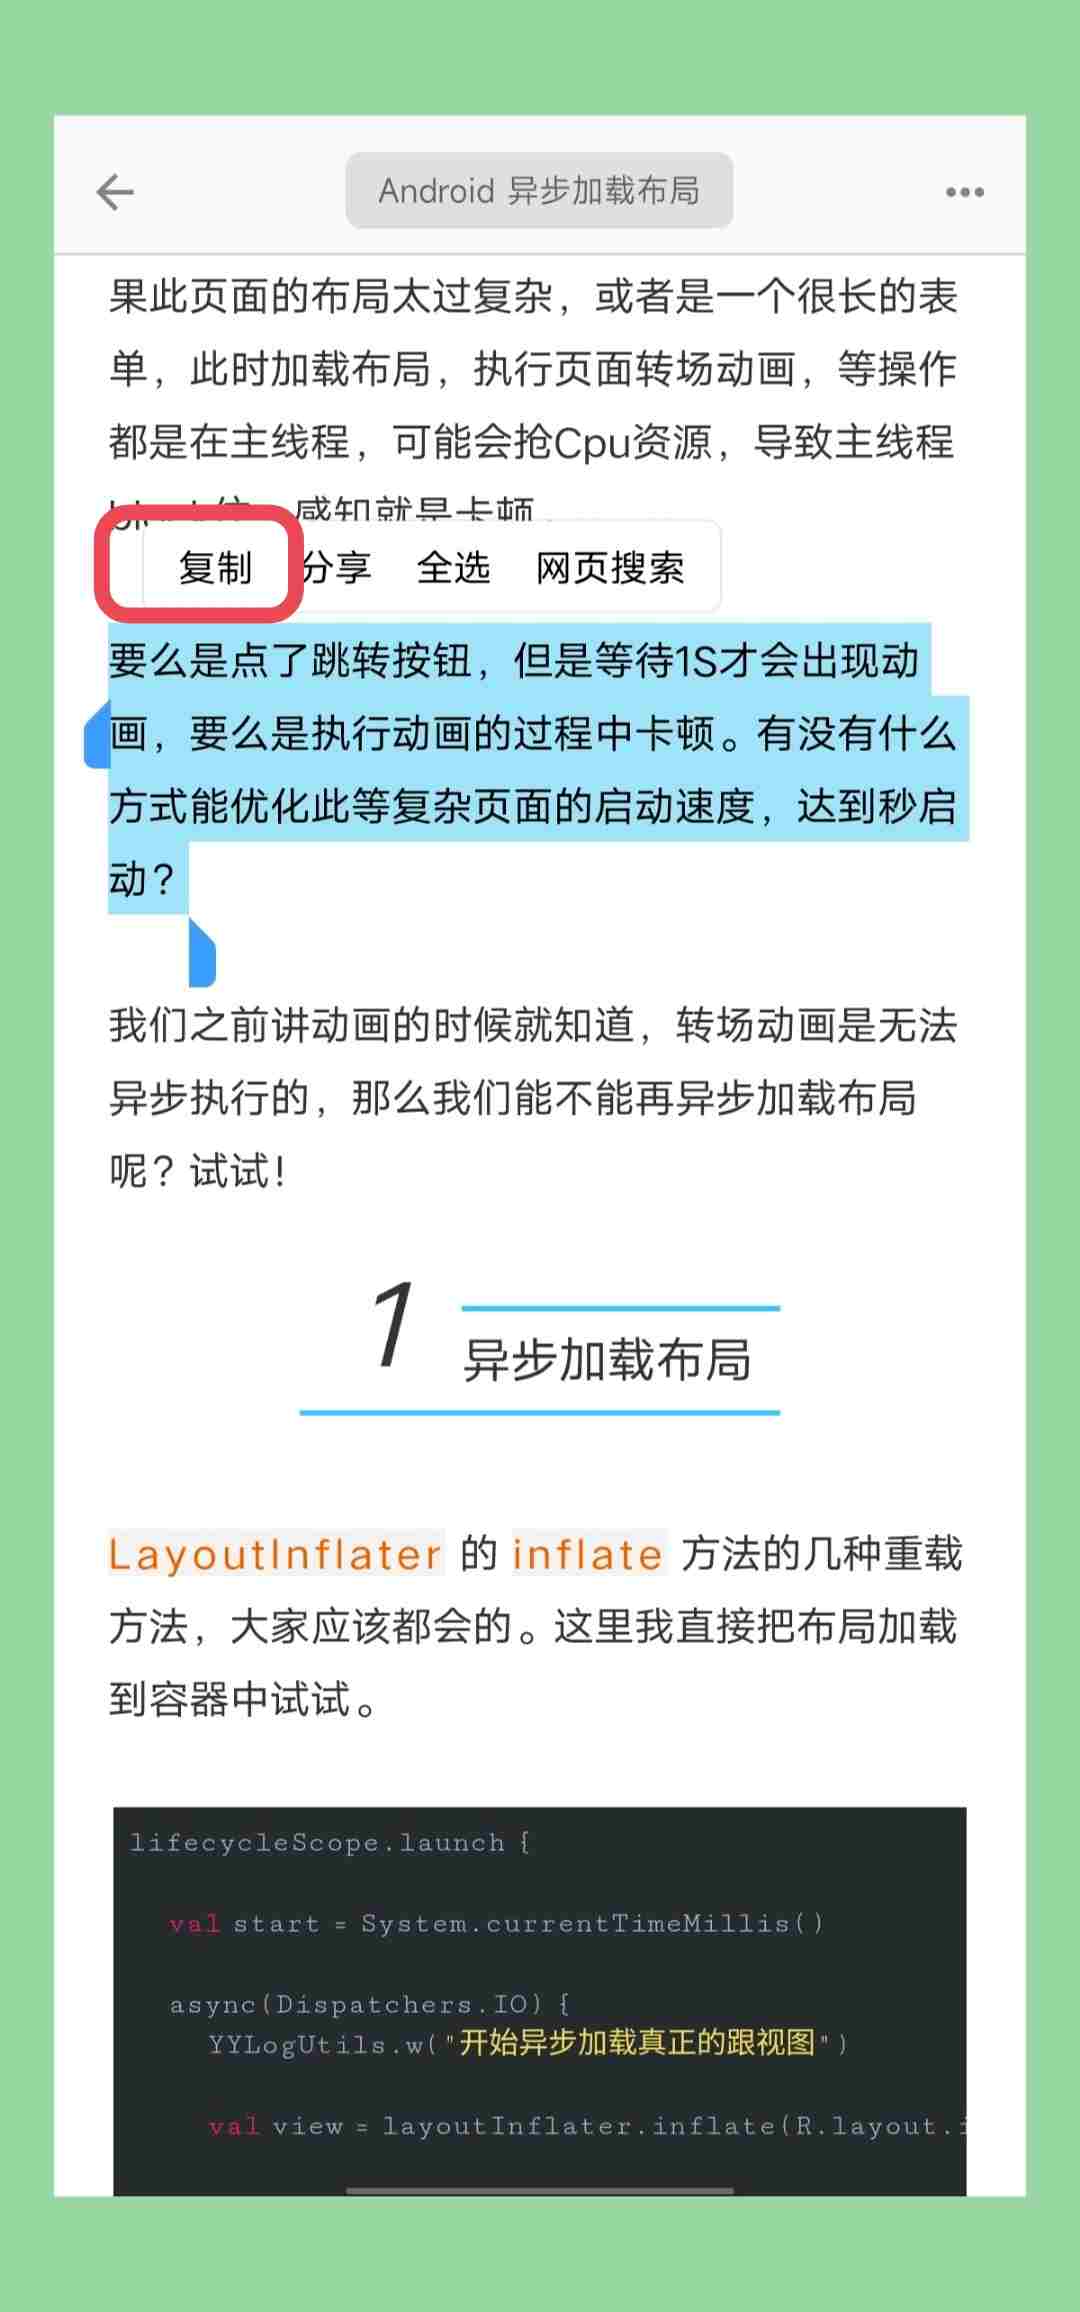 Android 异步加载布局
果此页面的布局太过复杂，或者是一个很长的表
单，此时加载布局，执行页面转场动画，等操作
都是在主线程，可能会抢Cpu资源，导致主线程
感知就是卡顿
复制 分享 全选 网页搜索
要么是点了跳转按钮，但是等待1S才会出现动
画，要么是执行动画的过程中卡顿。有没有什么
方式能优化此等复杂页面的启动速度，达到秒启
动？
我们之前讲动画的时候就知道，转场动画是无法
异步执行的，那么我们能不能再异步加载布局
呢？试试！
1
异步加载布局
LayoutInflater 的 inflate 方法的几种重载
方法，大家应该都会的。这里我直接把布局加载
到容器中试试。
lifecycleScope.launch {
val start = System.currentTimeMillis()
async(Dispatchers.IO) {
YYLogUtils.w("开始异步加载真正的跟视图")
val view = layoutInflater.inflate(R.layout.